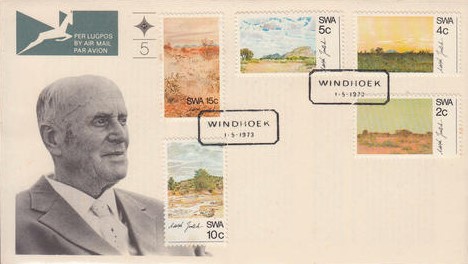 PER LUGPOS
BY AIR MAIL
PAR AVION
5
SWA 15c
SWA
5c
SWA
4c
WINDHOEK
1·5·1973
WINDHOEK
1·5·1973
SWA
2c
SWA
10c